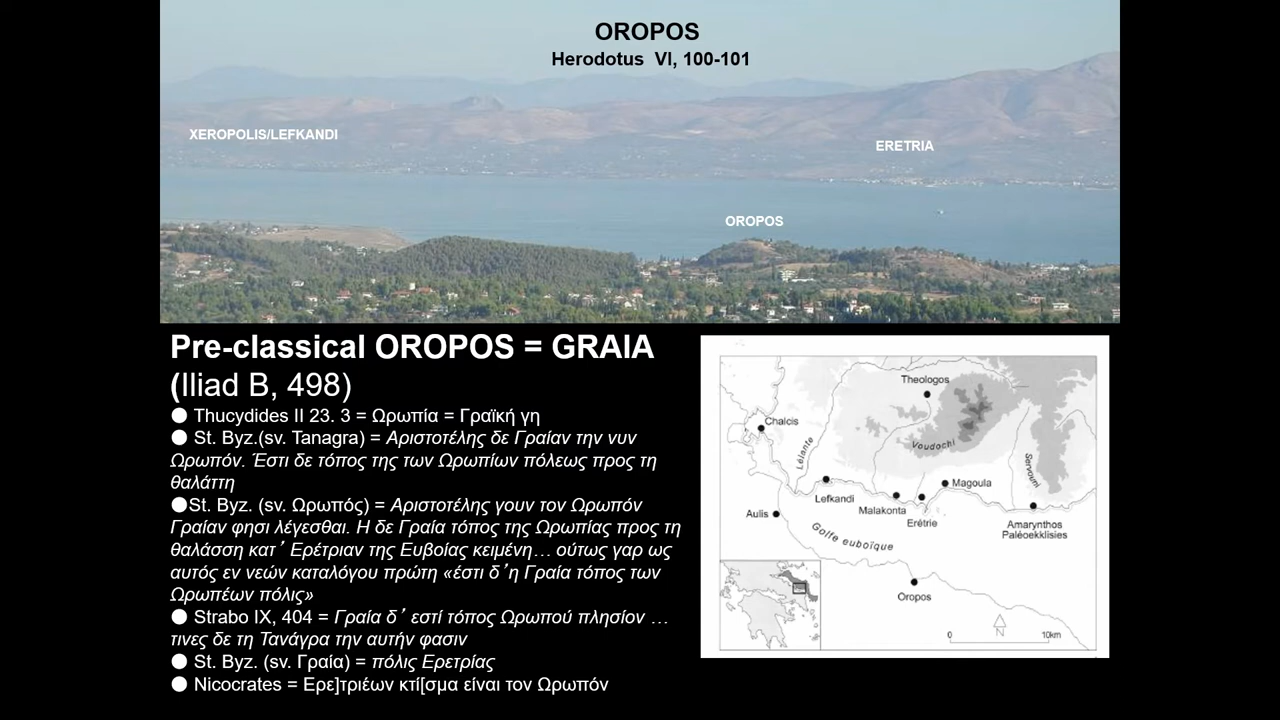 OROPOS
Herodotus VI, 100-101
XEROPOLIS/LEFKANDI
ERETRIA
OROPOS
Pre-classical OROPOS = GRAIA
(Iliad B, 498)
● Thucydides II 23. 3 = Ωρωπία = Γραϊκή γη
● St. Byz.(sv. Tanagra) = Αριστοτέλης δε Γραίαν την νυν
Ωρωπόν. Έστι δε τόπος της των Ωρωπίων πόλεως προς τη
θαλάττη
●St. Byz. (sv. Ωρωπός) = Αριστοτέλης γουν τον Ωρωπόν
Γραίαν φησι λέγεσθαι. Η δε Γραία τόπος της Ωρωπίας προς τη
θαλάσση κατ᾽ Ερέτριαν της Ευβοίας κειμένη… ούτως γαρ ως
αυτός εν νεών καταλόγου πρώτη «έστι δ᾽η Γραία τόπος των
Ωρωπέων πόλις»
● Strabo IX, 404 = Γραία δ᾽ εστί τόπος Ωρωπού πλησίον …
τινες δε τη Τανάγρα την αυτήν φασιν
● St. Byz. (sv. Γραία) = πόλις Ερετρίας
● Nicocrates = Ερε]τριέων κτί[σμα είναι τον Ωρωπόν
Theologos
Chalcis
Lélante
Voudochi
Servouni
Lefkandi
Magoula
Malakonta
Erétrie
Aulis
Amarynthos
Paléoekklisies
Golfe euboïque
Oropos
N
0 10km